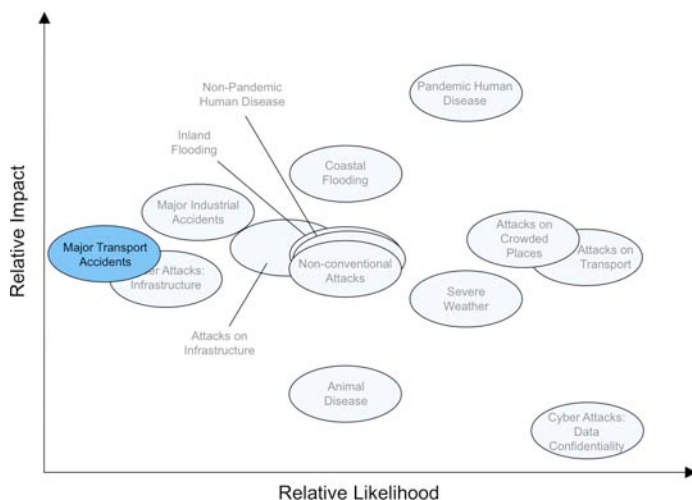 Non-Pandemic
Human Disease
Pandemic Human
Disease
Inland
Flooding
Coastal
Flooding
Major Industrial
Accidents
Major Transport
Accidents
er Attacks:
Infrastructure
Non-conventional
Attacks
Attacks on
Crowded
Places
Attacks on
Transport
Severe
Weather
Attacks on
Infrastructure
Animal
Disease
Cyber Attacks:
Data
Confidentiality
Relative Impact
Relative Likelihood